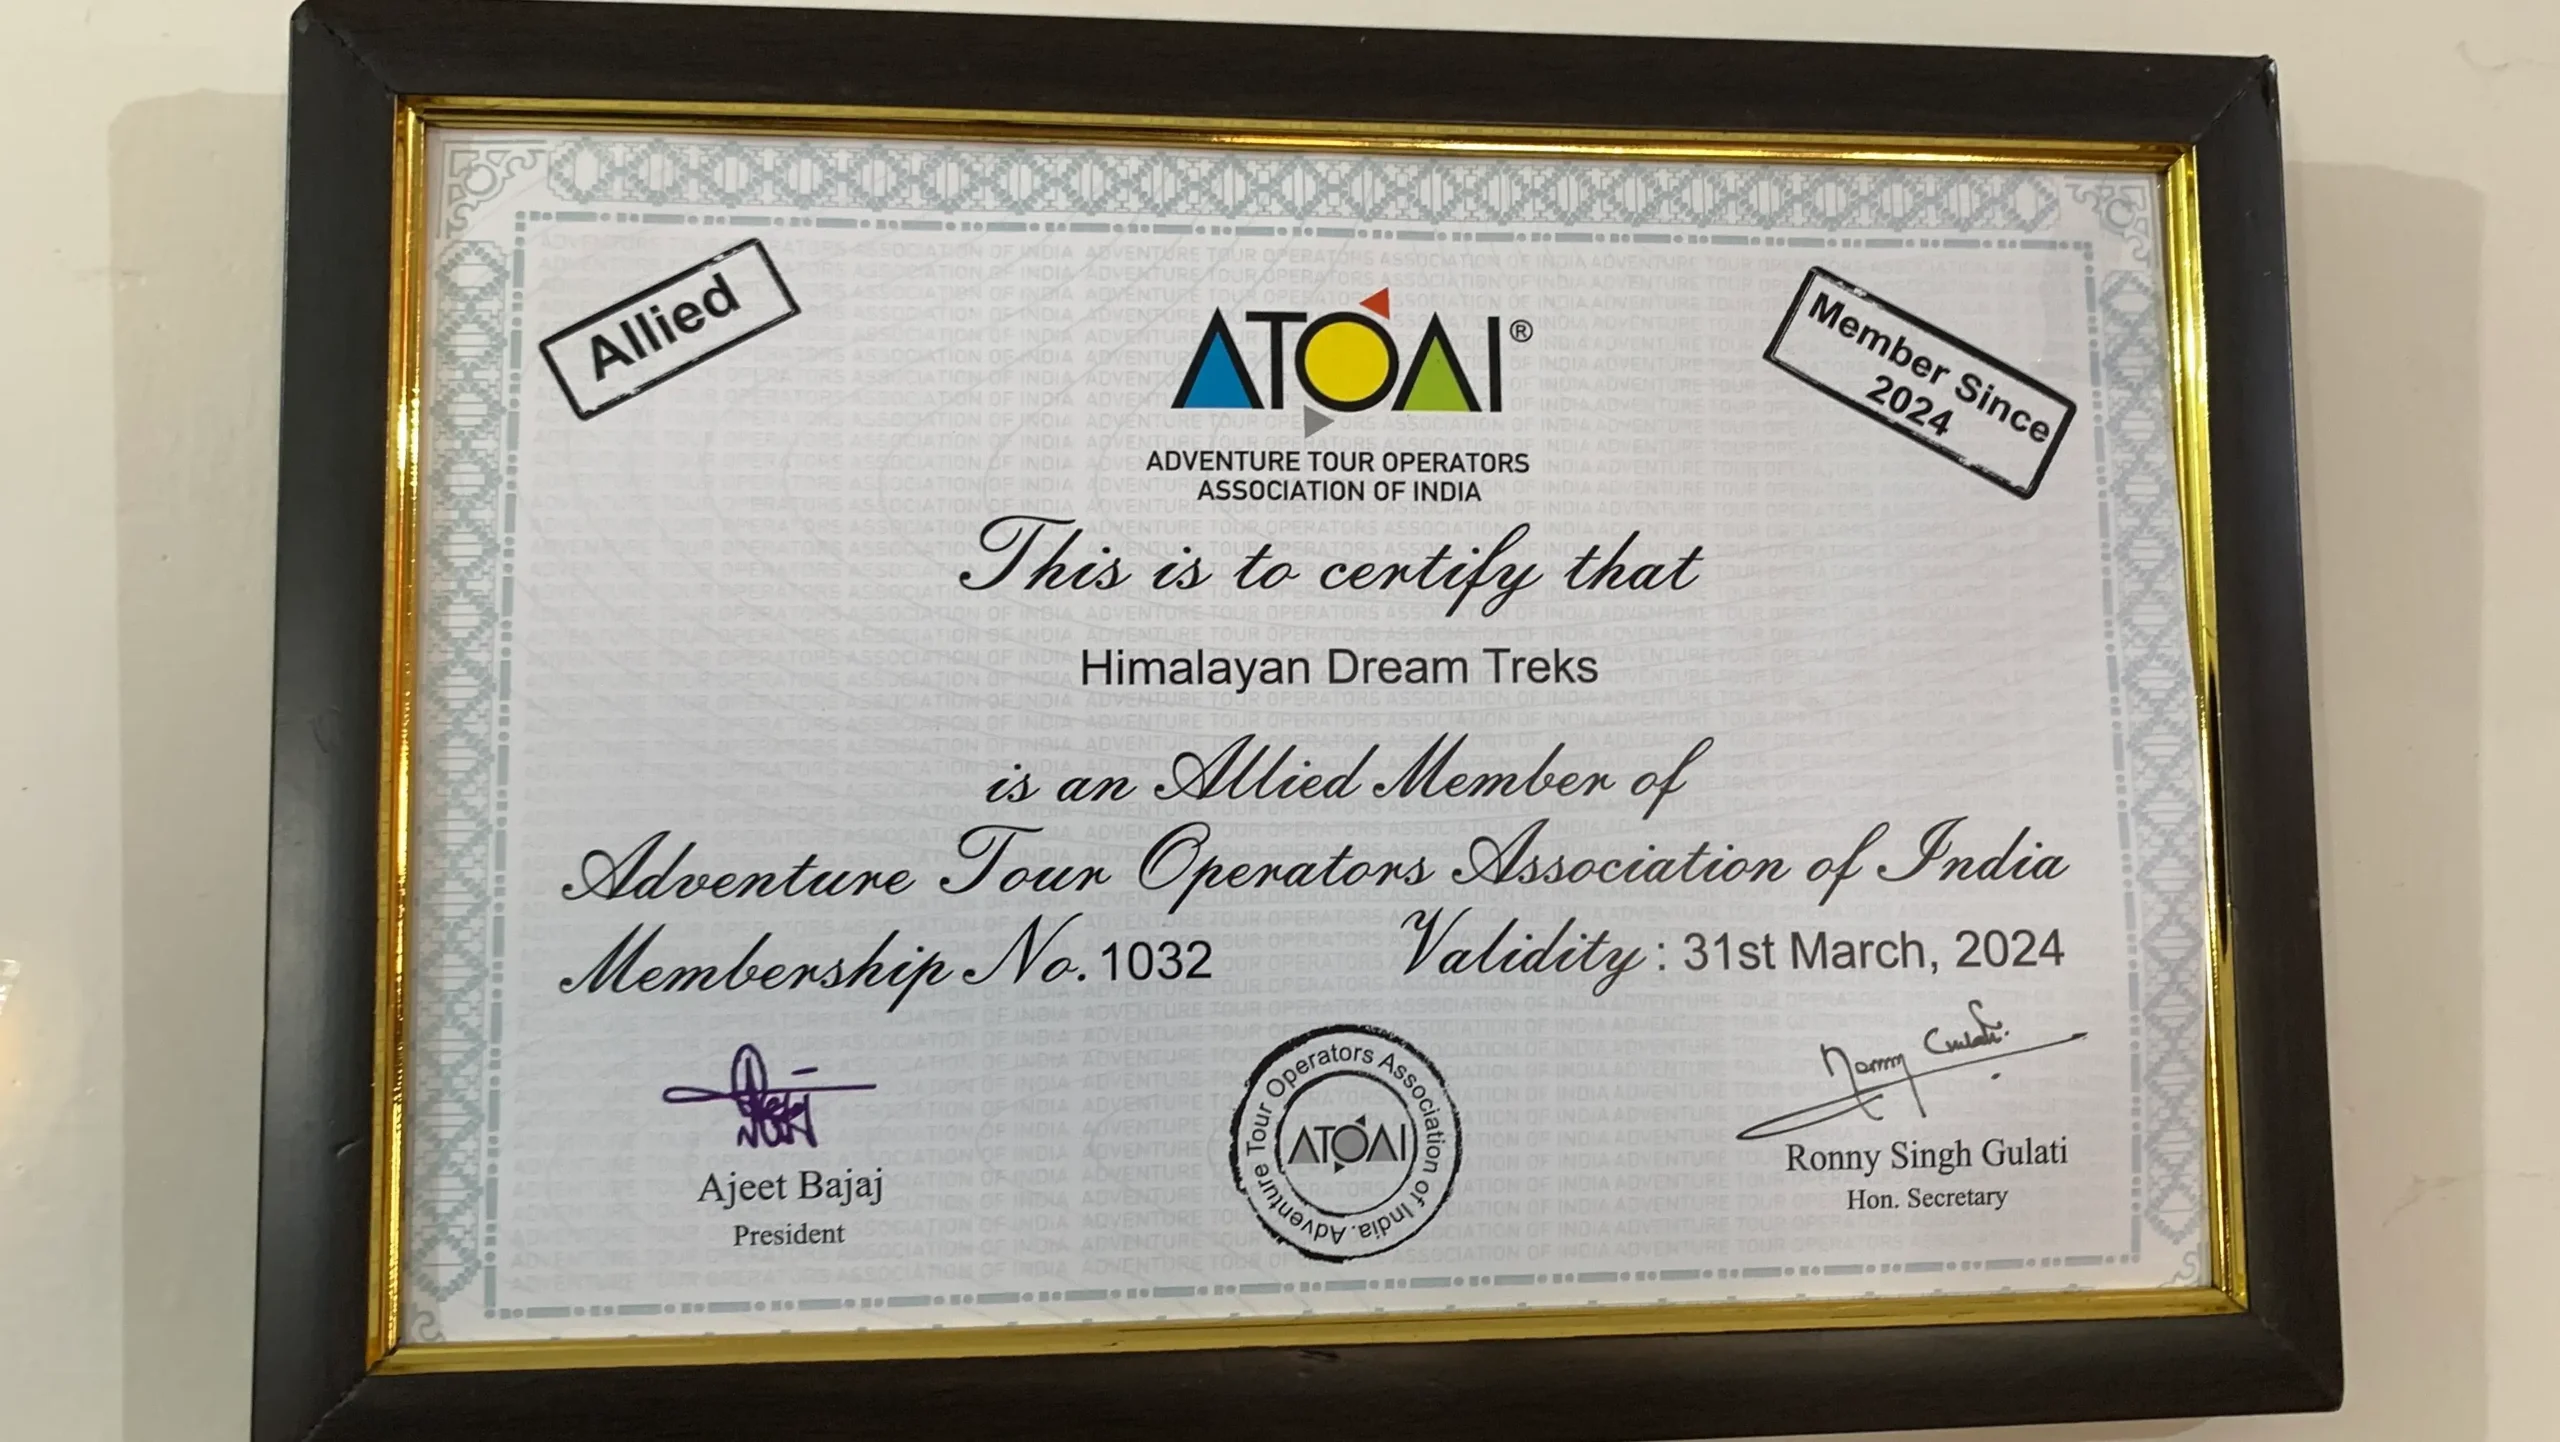 Allied
Member Since
2024
ATOAI®
ADVENTURE TOUR OPERATORS
ASSOCIATION OF INDIA
This is to certify that
Himalayan Dream Treks
is an Allied Member of
Adventure Tour Operators Association of India
Membership No. 1032 Validity : 31st March, 2024
Ronny Gulati.
Adventure Tour Operators Association of India.
ATOAI
Ajeet Bajaj
President
Ronny Singh Gulati
Hon. Secretary